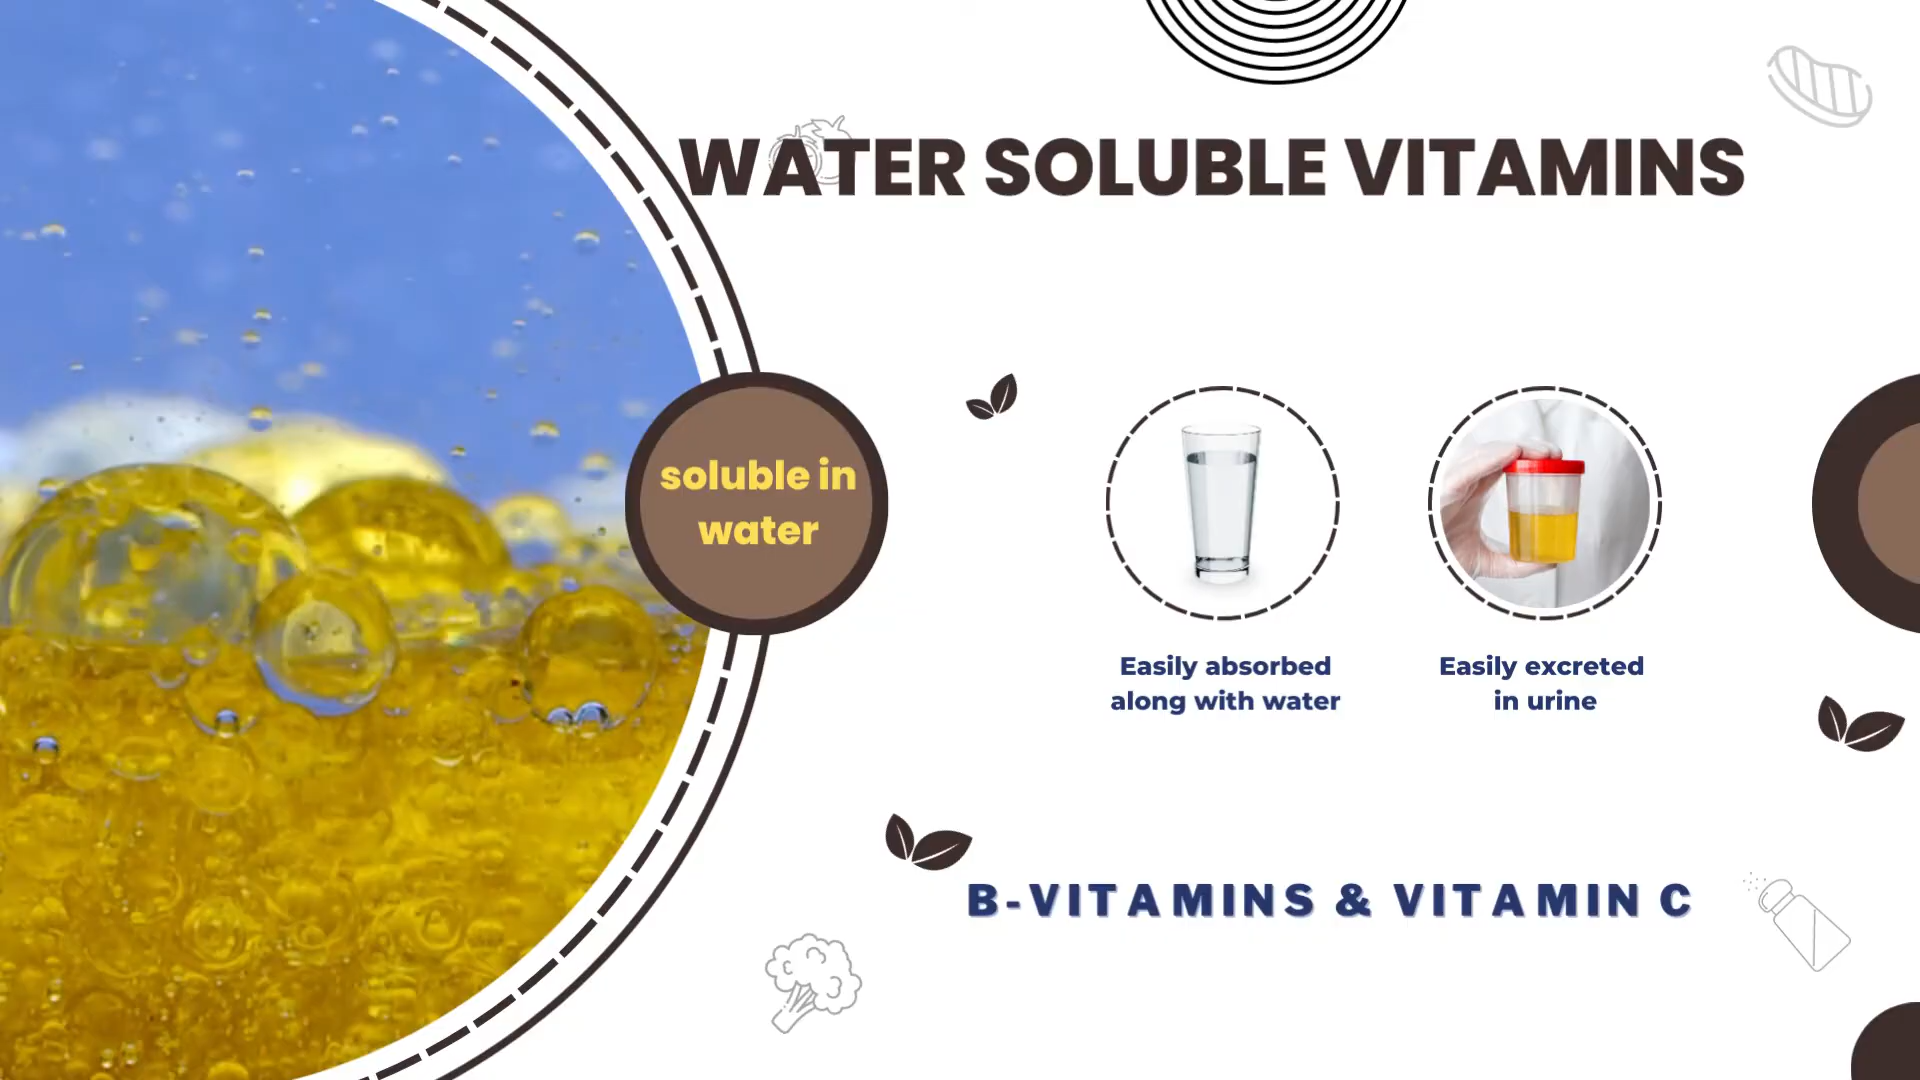 WATER SOLUBLE VITAMINS
soluble in
water
Easily absorbed
along with water
Easily excreted
in urine
B-VITAMINS & VITAMIN C